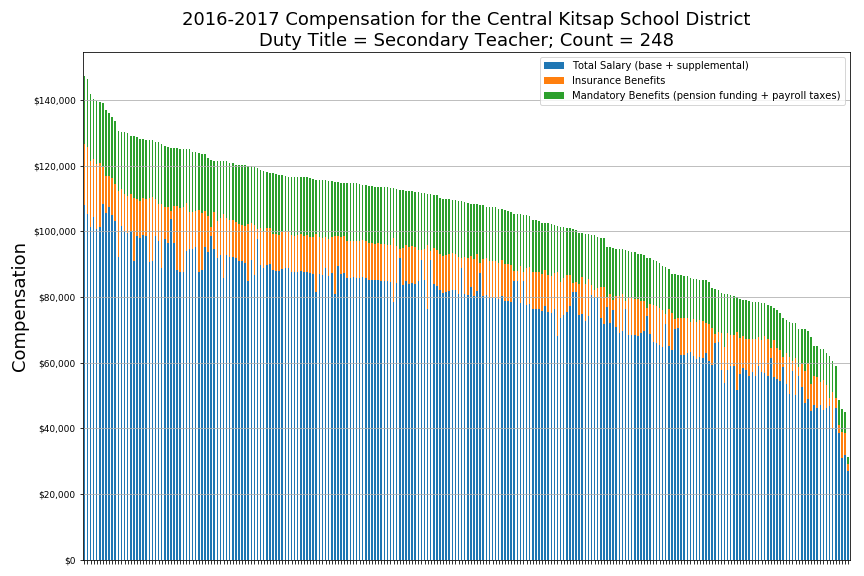 2016-2017 Compensation for the Central Kitsap School District
Duty Title = Secondary Teacher; Count = 248
Total Salary (base + supplemental)
Insurance Benefits
Mandatory Benefits (pension funding + payroll taxes)
Compensation
$140,000
$120,000
$100,000
$80,000
$60,000
$40,000
$20,000
$0